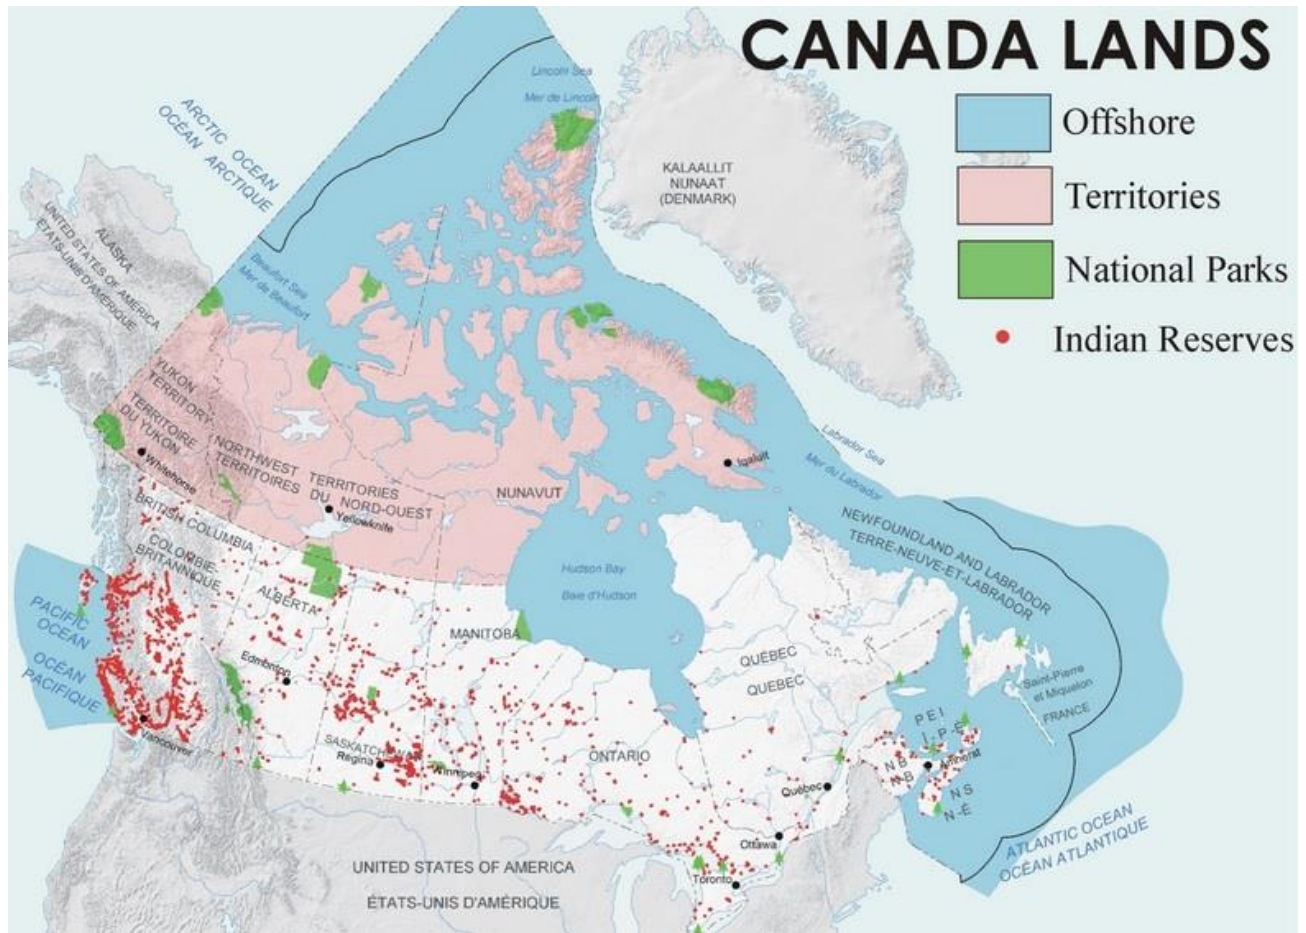 CANADA LANDS
Offshore
Territories
National Parks
Indian Reserves
Lincoln Sea
Mer de Lincoln
ARCTIC OCEAN
OCÉAN ARCTIQUE
KALAALLIT
NUNAAT
(DENMARK)
ALASKA
UNITED STATES OF AMERICA
ÉTATS-UNIS D'AMÉRIQUE
Beaufort Sea
Mer de Beaufort
YUKON
TERRITORY
TERRITOIRE
DU YUKON
Whitehorse
NORTHWEST TERRITORIES
TERRITOIRES DU NORD-OUEST
Yellowknife
NUNAVUT
Iqaluit
Labrador Sea
Mer du Labrador
BRITISH COLUMBIA
COLOMBIE-
BRITANNIQUE
ALBERTA
Edmonton
PACIFIC
OCEAN
OCÉAN
PACIFIQUE
Vancouver
SASKATCHEWAN
Regina
MANITOBA
Winnipeg
Hudson Bay
Baie d'Hudson
ONTARIO
Ottawa
Toronto
QUÉBEC
QUEBEC
Québec
NEWFOUNDLAND AND LABRADOR
TERRE-NEUVE-ET-LABRADOR
Saint-Pierre
et Miquelon
FRANCE
P E I
I -P -É
N B
N-B
Amherst
N S
N -É
ATLANTIC OCEAN
OCÉAN ATLANTIQUE
UNITED STATES OF AMERICA
ÉTATS-UNIS D'AMÉRIQUE